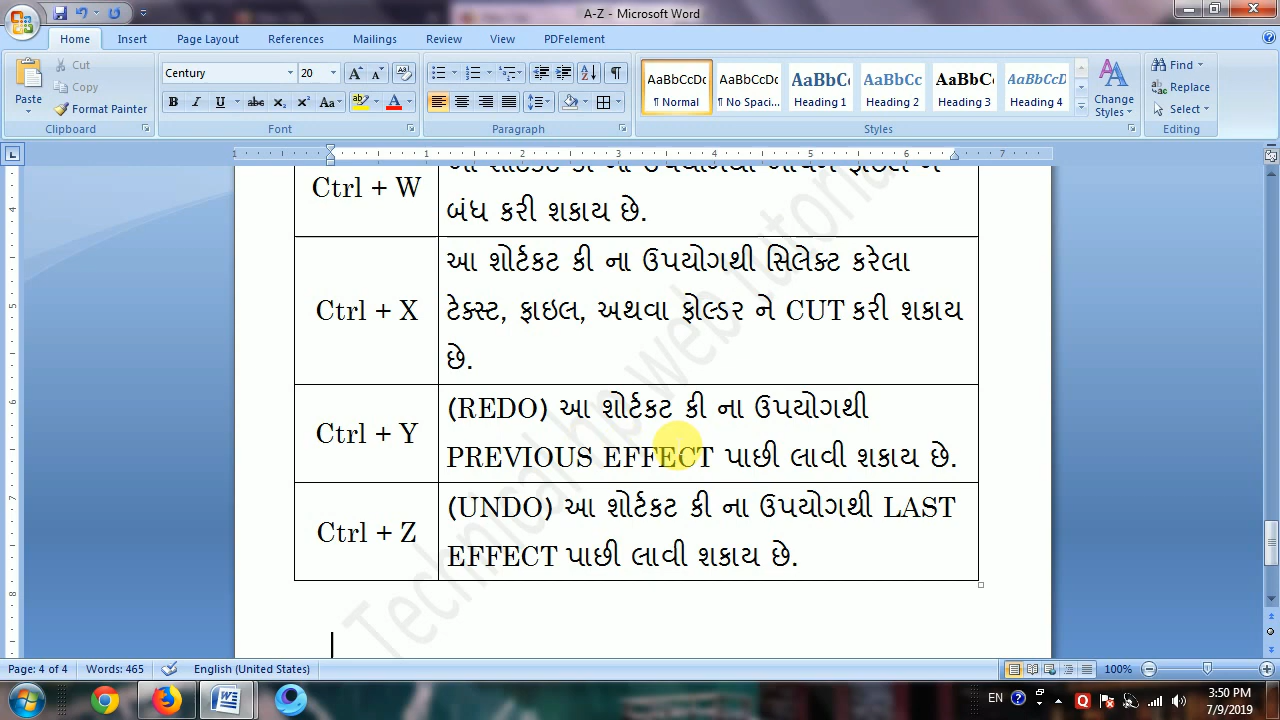 A-Z - Microsoft Word
Home Insert Page Layout References Mailings Review View PDFelement
Paste
Cut
Copy
Format Painter
Century 20
AaBbCcDc AaBbCcDc AaBbC AaBbCc AaBbC AaBbCcD
¶ Normal ¶ No Spaci... Heading 1 Heading 2 Heading 3 Heading 4
Change Styles
Find
Replace
Select
Clipboard Font Paragraph Styles Editing
Ctrl + W
બંધ કરી શકાય છે.
Ctrl + X
આ શોર્ટકટ કી ના ઉપયોગથી સિલેક્ટ કરેલા
ટેક્સ્ટ, ફાઇલ, અથવા ફોલ્ડર ને CUT કરી શકાય
છે.
Ctrl + Y
(REDO) આ શોર્ટકટ કી ના ઉપયોગથી
PREVIOUS EFFECT પાછી લાવી શકાય છે.
Ctrl + Z
(UNDO) આ શોર્ટકટ કી ના ઉપયોગથી LAST
EFFECT પાછી લાવી શકાય છે.
Technical hp web Tutorial
Page: 4 of 4 Words: 465 English (United States) 100%
EN 3:50 PM
7/9/2019